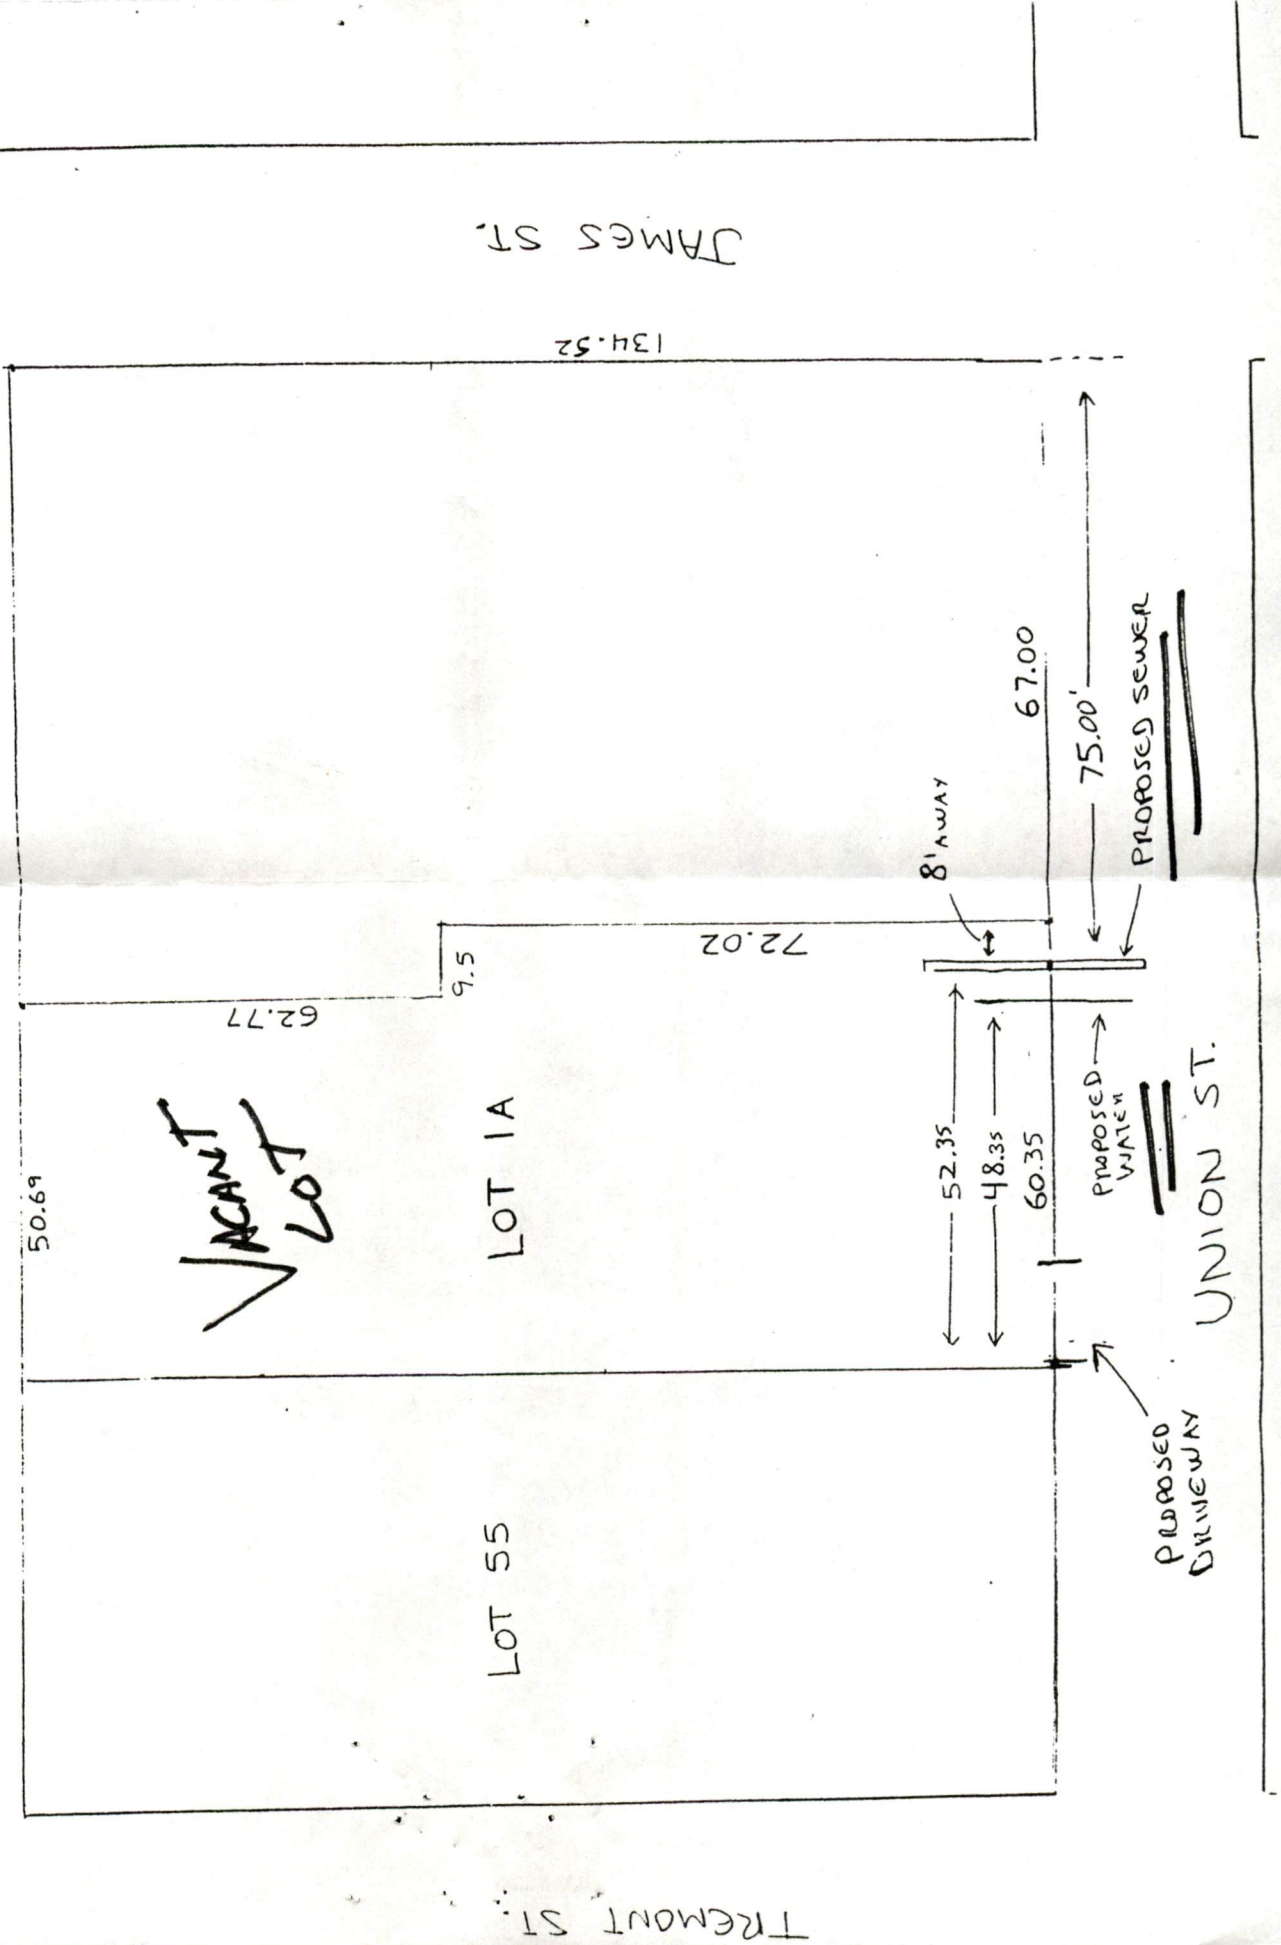 TREMONT ST.
LOT 55
50.69
VACANT
LOT
62.77
LOT 1A
9.5
72.02
134.52
JAMES ST.
8' AWAY
52.35
48.35
60.35
67.00
75.00'
PROPOSED
DRIVEWAY
PROPOSED
WATER
PROPOSED SEWER
UNION ST.